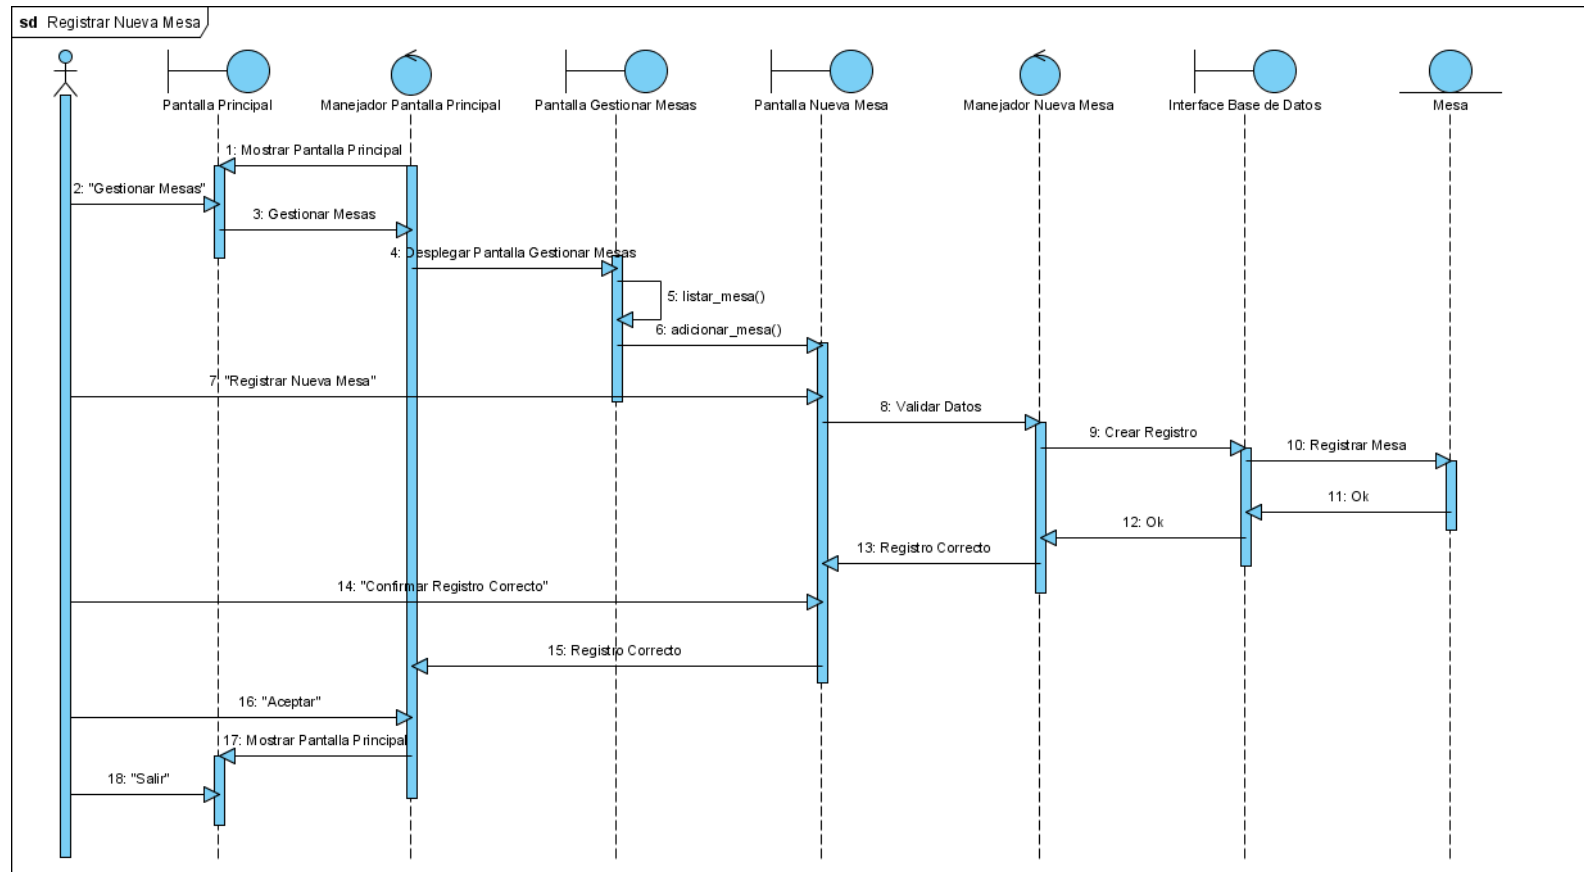 sd Registrar Nueva Mesa
Pantalla Principal
Manejador Pantalla Principal
Pantalla Gestionar Mesas
Pantalla Nueva Mesa
Manejador Nueva Mesa
Interface Base de Datos
Mesa
1: Mostrar Pantalla Principal
2: "Gestionar Mesas"
3: Gestionar Mesas
4: Desplegar Pantalla Gestionar Mesas
5: listar_mesa()
6: adicionar_mesa()
7: "Registrar Nueva Mesa"
8: Validar Datos
9: Crear Registro
10: Registrar Mesa
11: Ok
12: Ok
13: Registro Correcto
14: "Confirmar Registro Correcto"
15: Registro Correcto
16: "Aceptar"
17: Mostrar Pantalla Principal
18: "Salir"